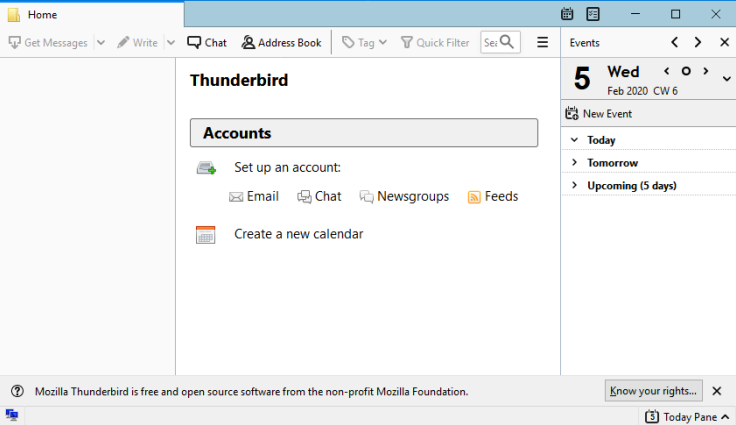 Home
Get Messages Write Chat Address Book Tag Quick Filter Events
Thunderbird
5 Wed
Feb 2020 CW 6
New Event
Accounts
Today
Set up an account:
Tomorrow
Upcoming (5 days)
Email Chat Newsgroups Feeds
Create a new calendar
Mozilla Thunderbird is free and open source software from the non-profit Mozilla Foundation. Know your rights...
5 Today Pane